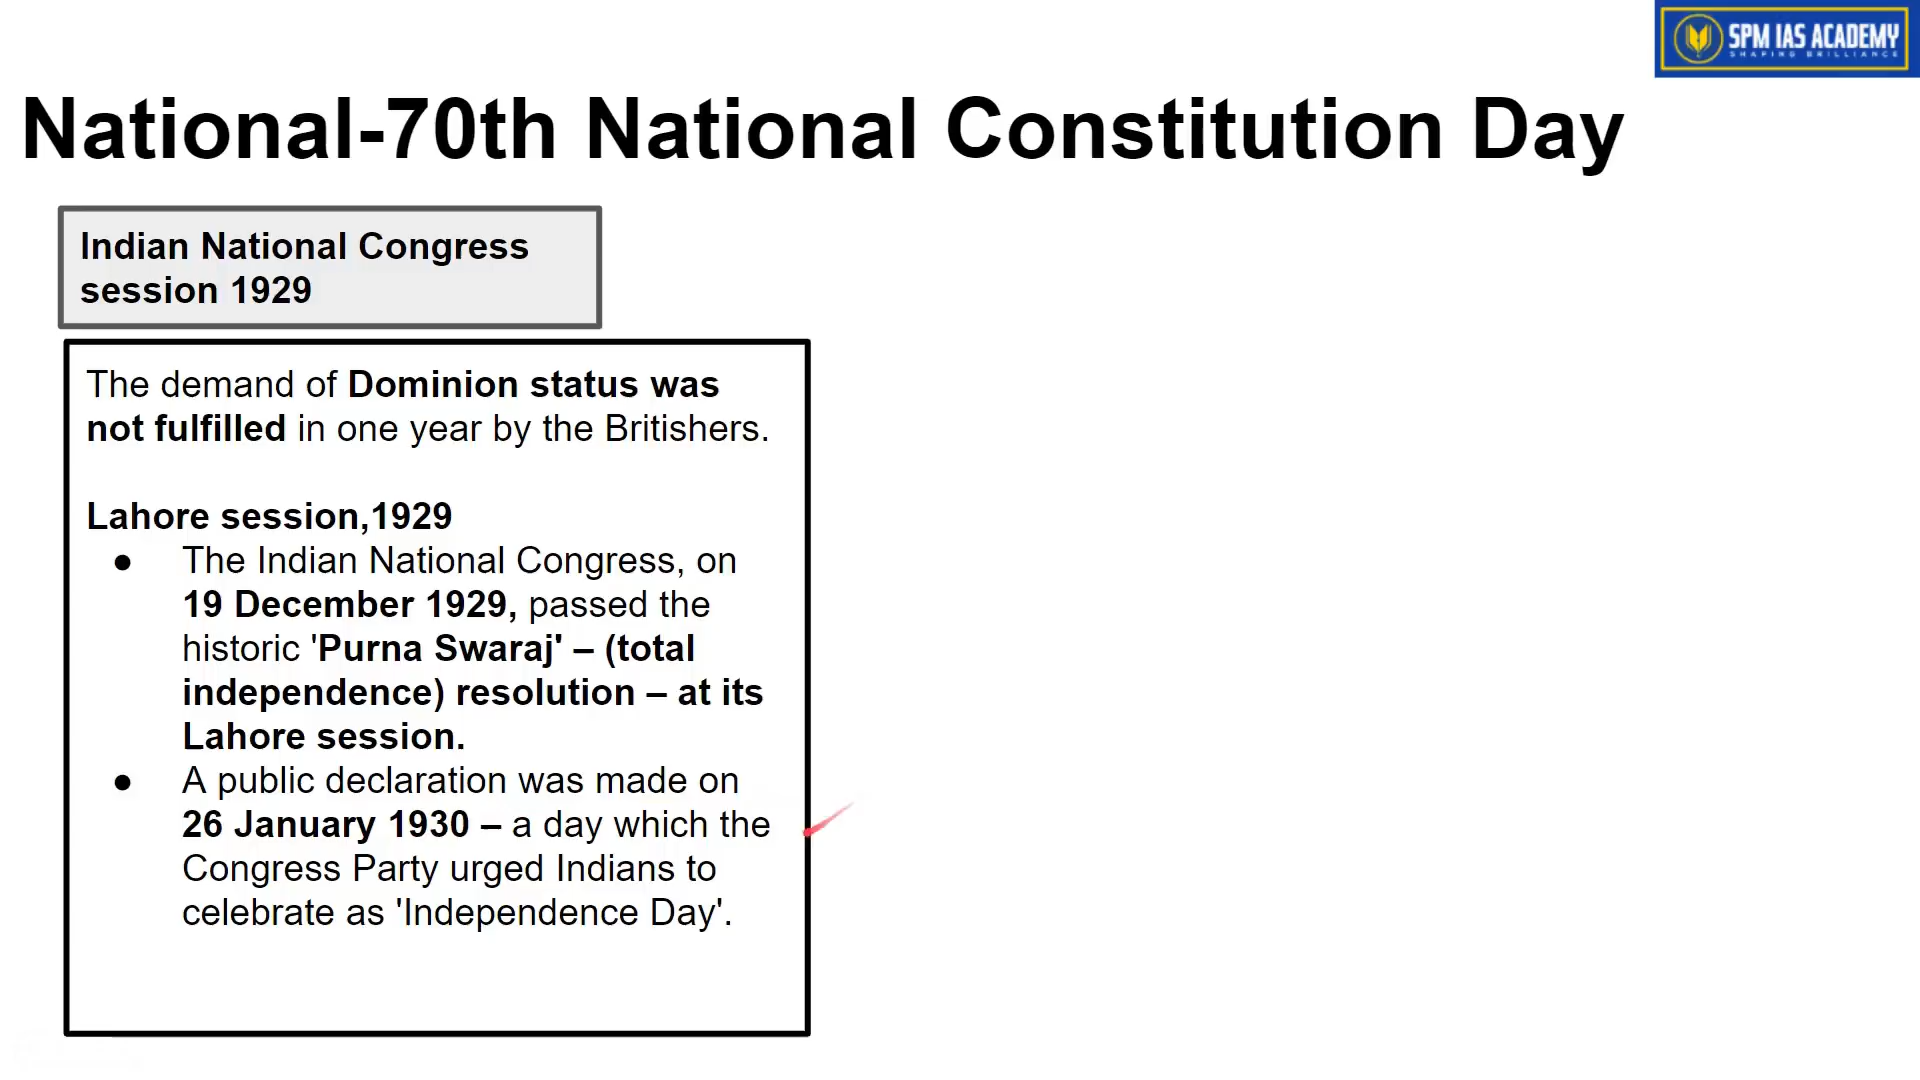 SPM IAS ACADEMY
SHAPING BRILLIANCE
National-70th National Constitution Day
Indian National Congress
session 1929
The demand of Dominion status was
not fulfilled in one year by the Britishers.
Lahore session,1929
● The Indian National Congress, on
19 December 1929, passed the
historic 'Purna Swaraj' – (total
independence) resolution – at its
Lahore session.
● A public declaration was made on
26 January 1930 – a day which the
Congress Party urged Indians to
celebrate as 'Independence Day'.